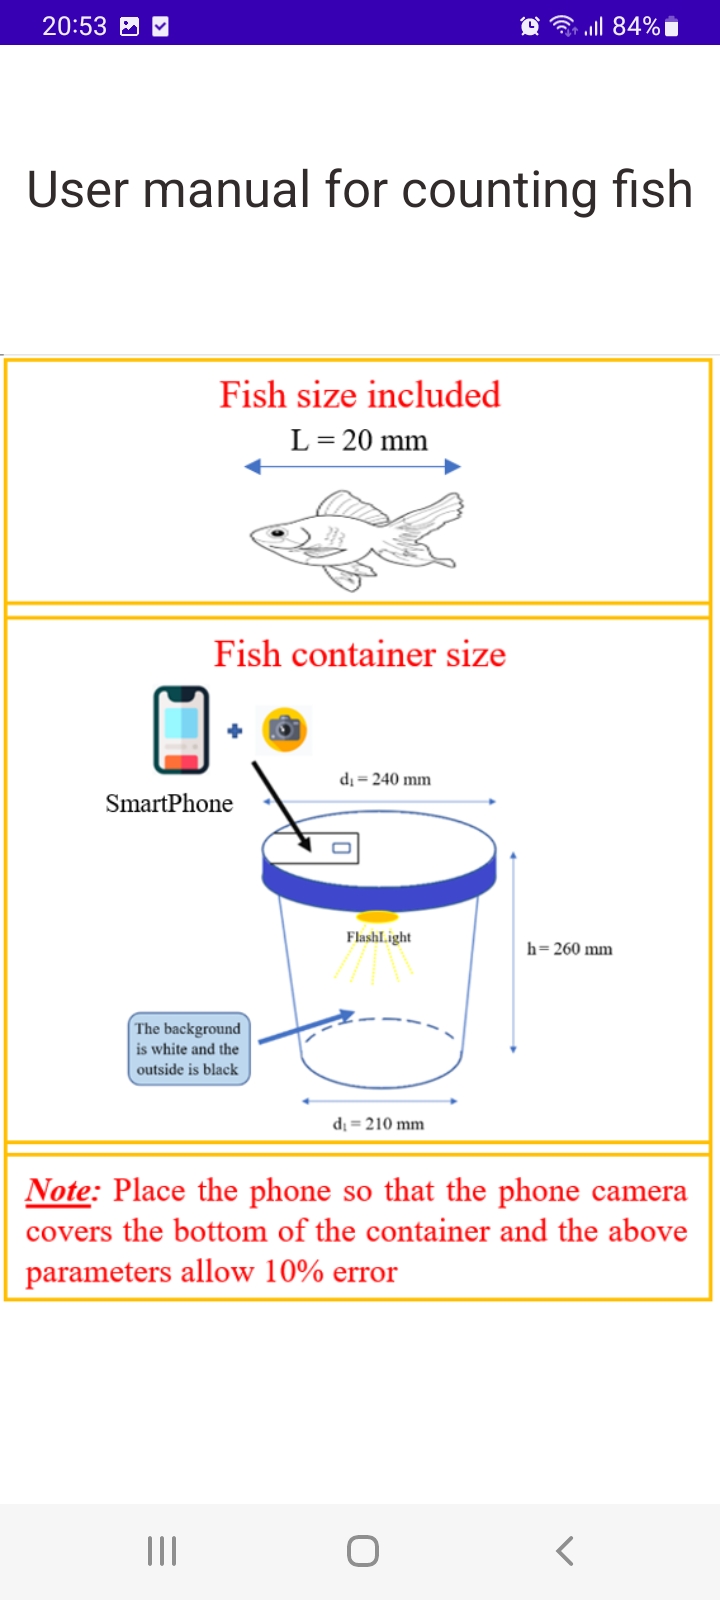 20:53 84%
User manual for counting fish
Fish size included
L = 20 mm
Fish container size
SmartPhone
d₁ = 240 mm
FlashLight
h= 260 mm
The background
is white and the
outside is black
d₁ = 210 mm
Note: Place the phone so that the phone camera
covers the bottom of the container and the above
parameters allow 10% error